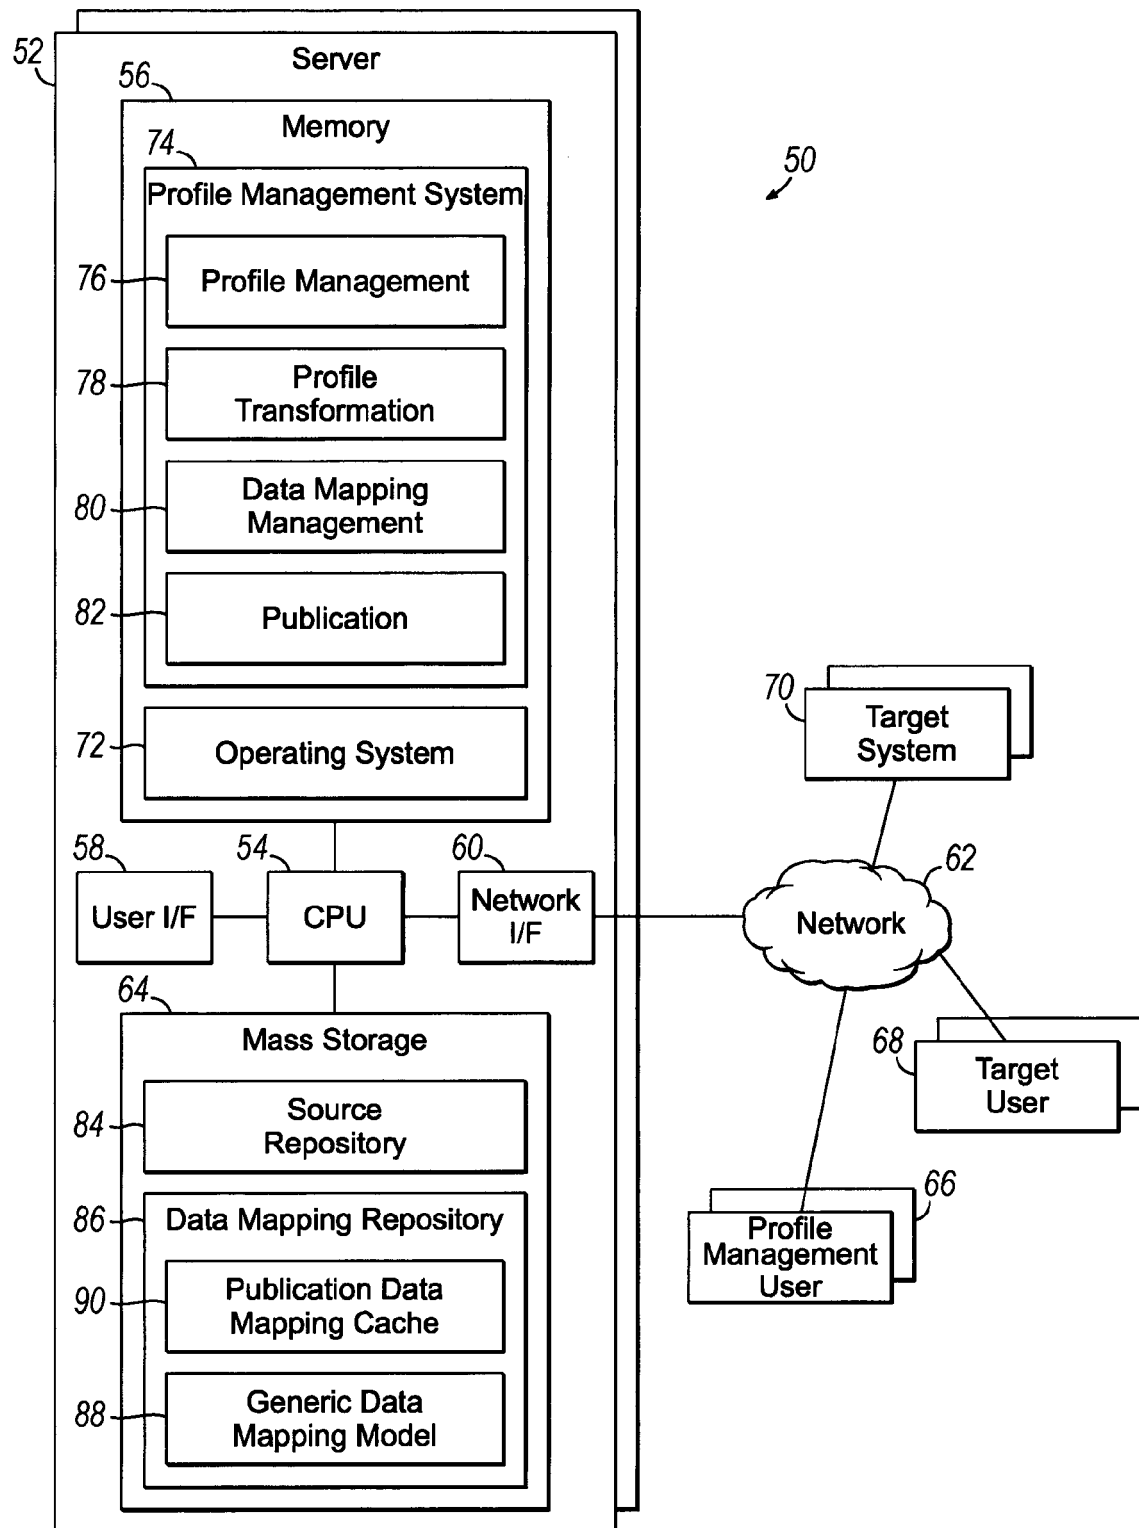 52
Server
56
Memory
74
Profile Management System
76
Profile Management
78
Profile
Transformation
80
Data Mapping
Management
82
Publication
72
Operating System
58
User I/F
54
CPU
60
Network
I/F
64
Mass Storage
84
Source
Repository
86
Data Mapping Repository
90
Publication Data
Mapping Cache
88
Generic Data
Mapping Model
50
70
Target
System
62
Network
68
Target
User
66
Profile
Management
User